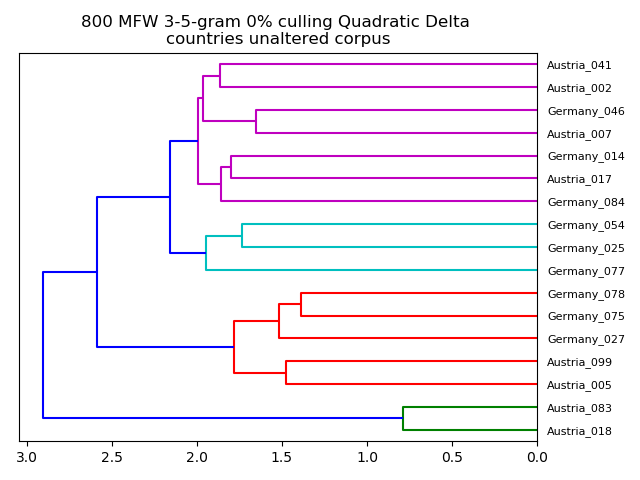 800 MFW 3-5-gram 0% culling Quadratic Delta
countries unaltered corpus
Austria_041
Austria_002
Germany_046
Austria_007
Germany_014
Austria_017
Germany_084
Germany_054
Germany_025
Germany_077
Germany_078
Germany_075
Germany_027
Austria_099
Austria_005
Austria_083
Austria_018
3.0 2.5 2.0 1.5 1.0 0.5 0.0